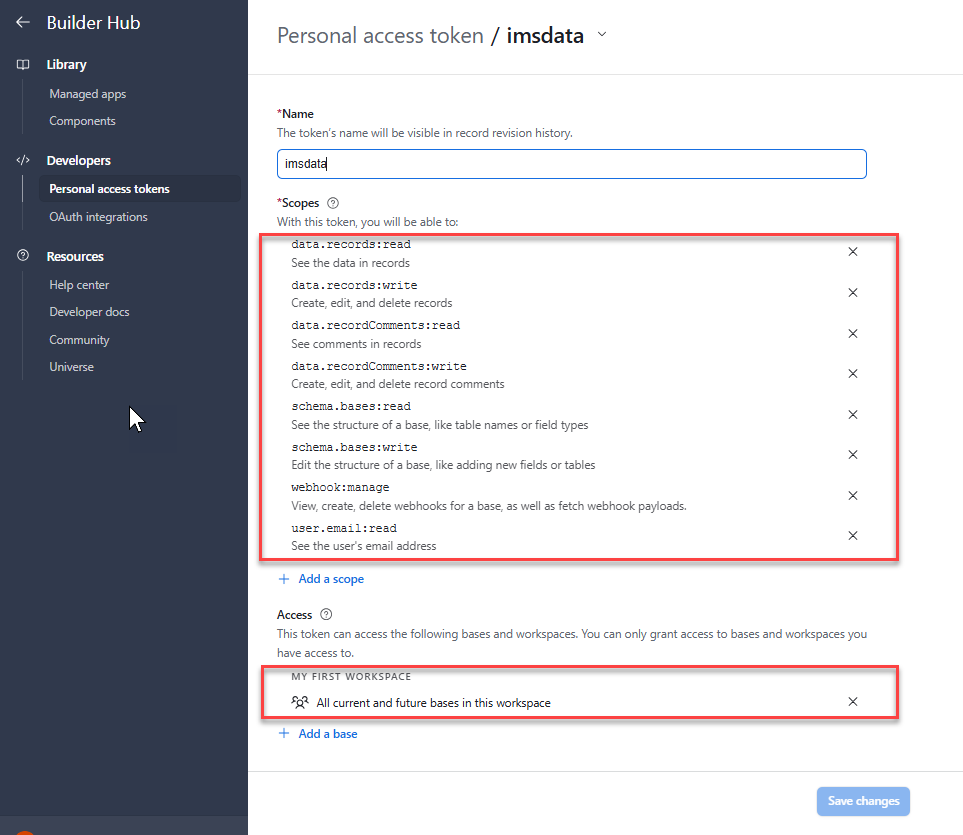 Builder Hub
Library
Managed apps
Components
Developers
Personal access tokens
OAuth integrations
Resources
Help center
Developer docs
Community
Universe
Personal access token / imsdata
*Name
The token's name will be visible in record revision history.
imsdata
*Scopes
With this token, you will be able to:
data.records:read
See the data in records
data.records:write
Create, edit, and delete records
data.recordComments:read
See comments in records
data.recordComments:write
Create, edit, and delete record comments
schema.bases:read
See the structure of a base, like table names or field types
schema.bases:write
Edit the structure of a base, like adding new fields or tables
webhook:manage
View, create, delete webhooks for a base, as well as fetch webhook payloads.
user.email:read
See the user's email address
+ Add a scope
Access
This token can access the following bases and workspaces. You can only grant access to bases and workspaces you
have access to.
MY FIRST WORKSPACE
All current and future bases in this workspace
+ Add a base
Save changes